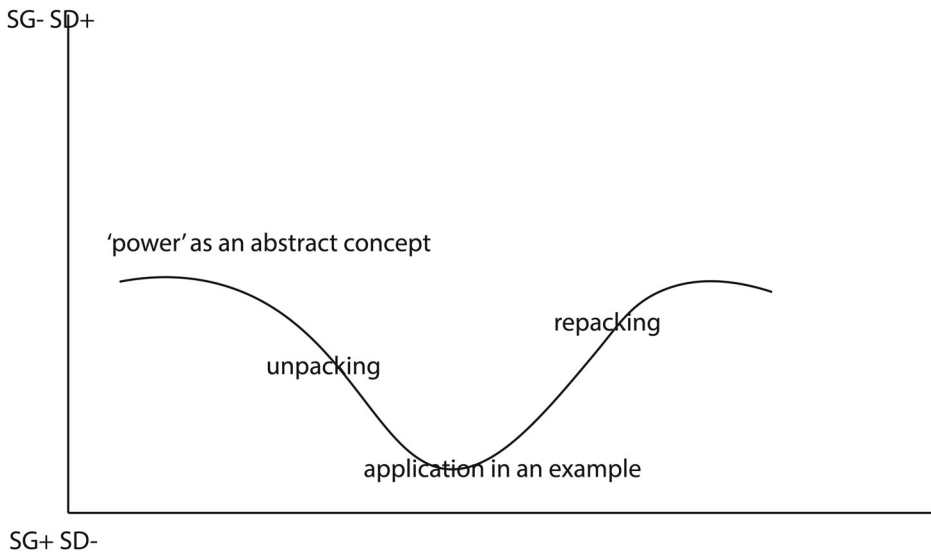 SG- SD+
‘power’ as an abstract concept
repacking
unpacking
application in an example
SG+ SD-